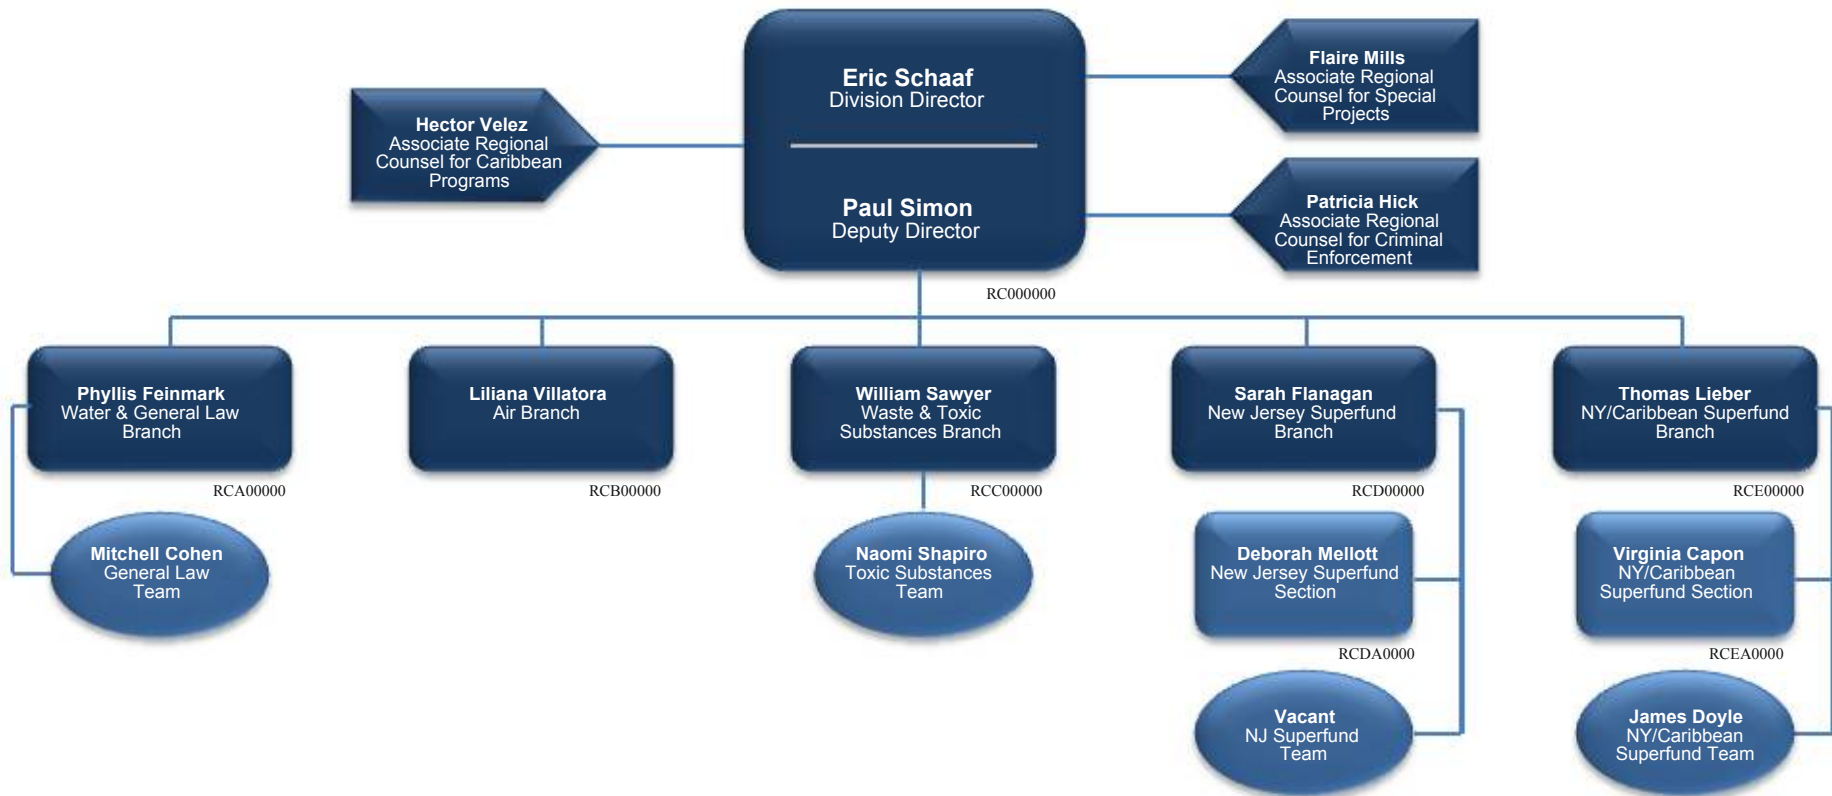 Eric Schaaf
Division Director
Paul Simon
Deputy Director
RC000000
Hector Velez
Associate Regional
Counsel for Caribbean
Programs
Flaire Mills
Associate Regional
Counsel for Special
Projects
Patricia Hick
Associate Regional
Counsel for Criminal
Enforcement
Phyllis Feinmark
Water & General Law
Branch
RCA00000
Liliana Villatora
Air Branch
RCB00000
William Sawyer
Waste & Toxic
Substances Branch
RCC00000
Sarah Flanagan
New Jersey Superfund
Branch
RCD00000
Thomas Lieber
NY/Caribbean Superfund
Branch
RCE00000
Mitchell Cohen
General Law
Team
Naomi Shapiro
Toxic Substances
Team
Deborah Mellott
New Jersey Superfund
Section
RCDA0000
Virginia Capon
NY/Caribbean
Superfund Section
RCEA0000
Vacant
NJ Superfund
Team
James Doyle
NY/Caribbean
Superfund Team